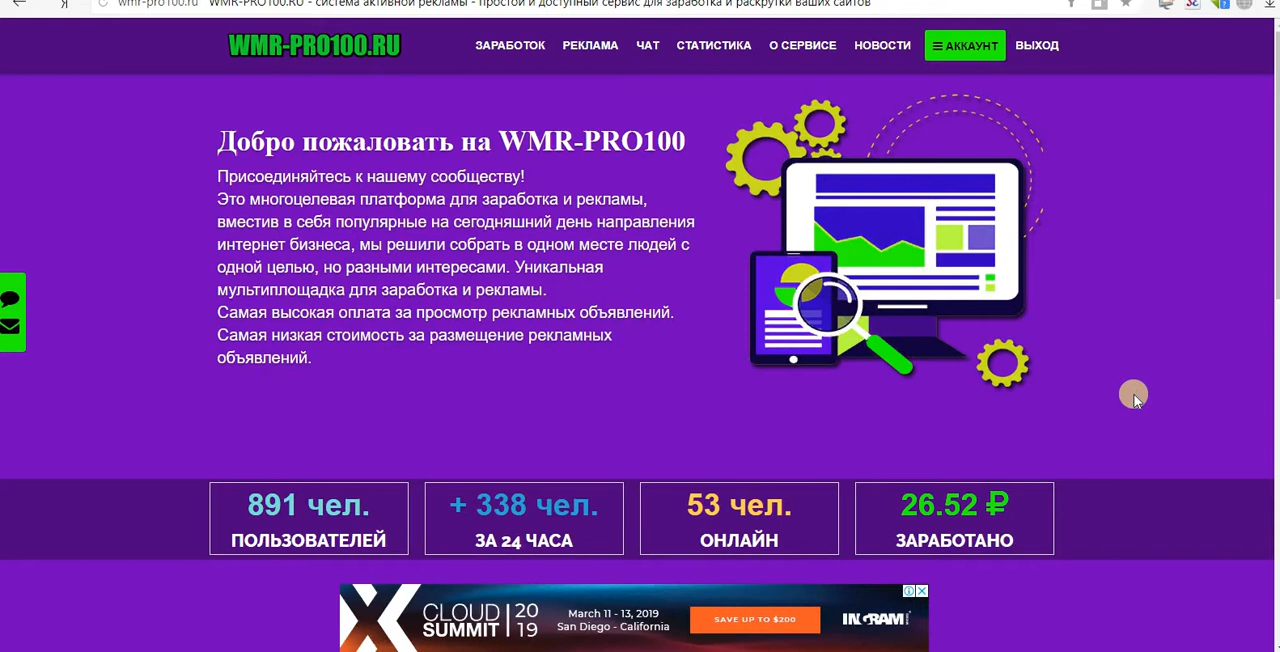 wmr-pro100.ru WMR-PRO100.RU - система активной рекламы - простой и доступный сервис для заработка и раскрутки ваших сайтов
WMR-PRO100.RU
ЗАРАБОТОК РЕКЛАМА ЧАТ СТАТИСТИКА О СЕРВИСЕ НОВОСТИ АККАУНТ ВЫХОД
Добро пожаловать на WMR-PRO100
Присоединяйтесь к нашему сообществу!
Это многоцелевая платформа для заработка и рекламы,
вместив в себя популярные на сегодняшний день направления
интернет бизнеса, мы решили собрать в одном месте людей с
одной целью, но разными интересами. Уникальная
мультиплощадка для заработка и рекламы.
Самая высокая оплата за просмотр рекламных объявлений.
Самая низкая стоимость за размещение рекламных
объявлений.
891 чел. + 338 чел. 53 чел. 26.52 ₽
ПОЛЬЗОВАТЕЛЕЙ ЗА 24 ЧАСА ОНЛАЙН ЗАРАБОТАНО
X CLOUD SUMMIT 20 19
March 11 - 13, 2019
San Diego - California
SAVE UP TO $200
INGRAM